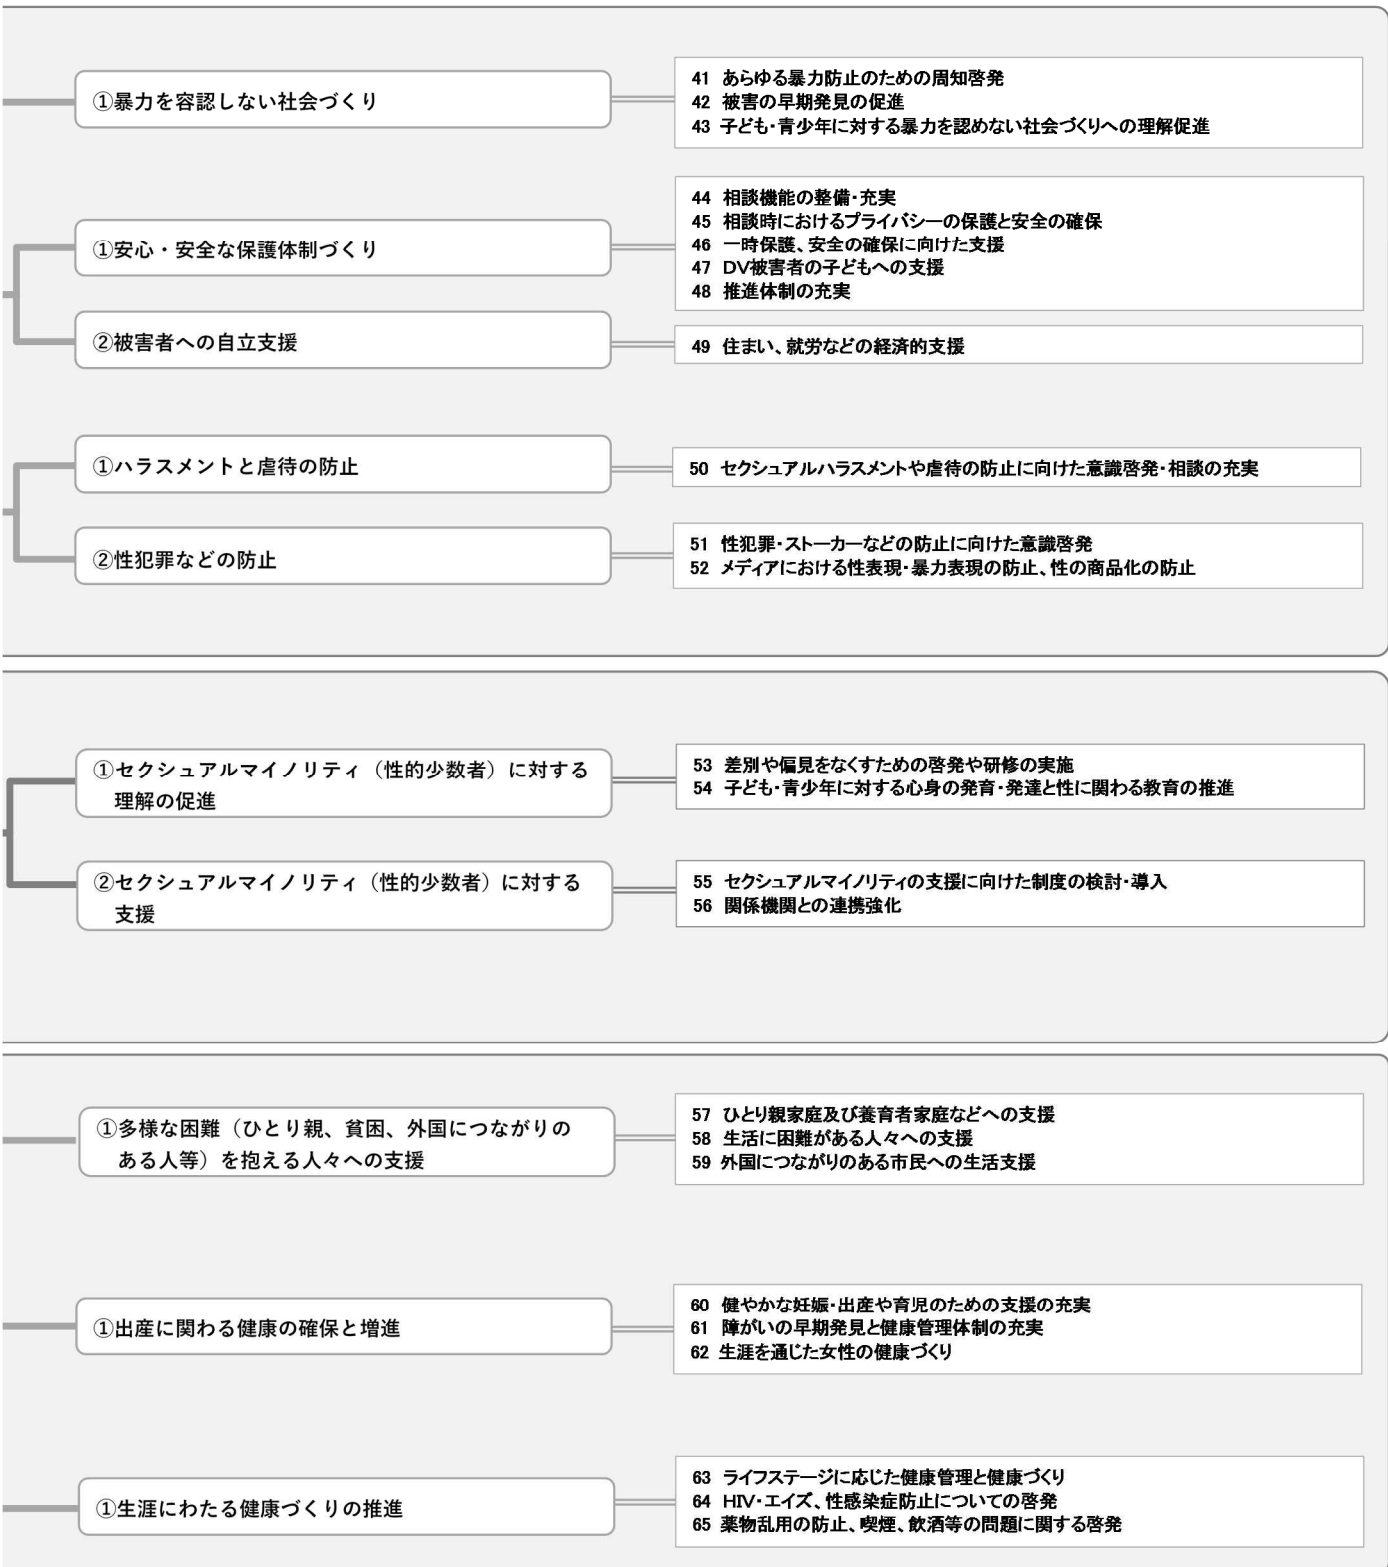 ①暴力を容認しない社会づくり
41 あらゆる暴力防止のための周知啓発
42 被害の早期発見の促進
43 子ども・青少年に対する暴力を認めない社会づくりへの理解促進
①安心・安全な保護体制づくり
44 相談機能の整備・充実
45 相談時におけるプライバシーの保護と安全の確保
46 一時保護、安全の確保に向けた支援
47 DV被害者の子どもへの支援
48 推進体制の充実
②被害者への自立支援
49 住まい、就労などの経済的支援
①ハラスメントと虐待の防止
50 セクシュアルハラスメントや虐待の防止に向けた意識啓発・相談の充実
②性犯罪などの防止
51 性犯罪・ストーカーなどの防止に向けた意識啓発
52 メディアにおける性表現・暴力表現の防止、性の商品化の防止
①セクシュアルマイノリティ（性的少数者）に対する
理解の促進
53 差別や偏見をなくすための啓発や研修の実施
54 子ども・青少年に対する心身の発育・発達と性に関わる教育の推進
②セクシュアルマイノリティ（性的少数者）に対する
支援
55 セクシュアルマイノリティの支援に向けた制度の検討・導入
56 関係機関との連携強化
①多様な困難（ひとり親、貧困、外国につながりの
ある人等）を抱える人々への支援
57 ひとり親家庭及び養育者家庭などへの支援
58 生活に困難がある人々への支援
59 外国につながりのある市民への生活支援
①出産に関わる健康の確保と増進
60 健やかな妊娠・出産や育児のための支援の充実
61 障がいの早期発見と健康管理体制の充実
62 生涯を通じた女性の健康づくり
①生涯にわたる健康づくりの推進
63 ライフステージに応じた健康管理と健康づくり
64 HIV・エイズ、性感染症防止についての啓発
65 薬物乱用の防止、喫煙、飲酒等の問題に関する啓発